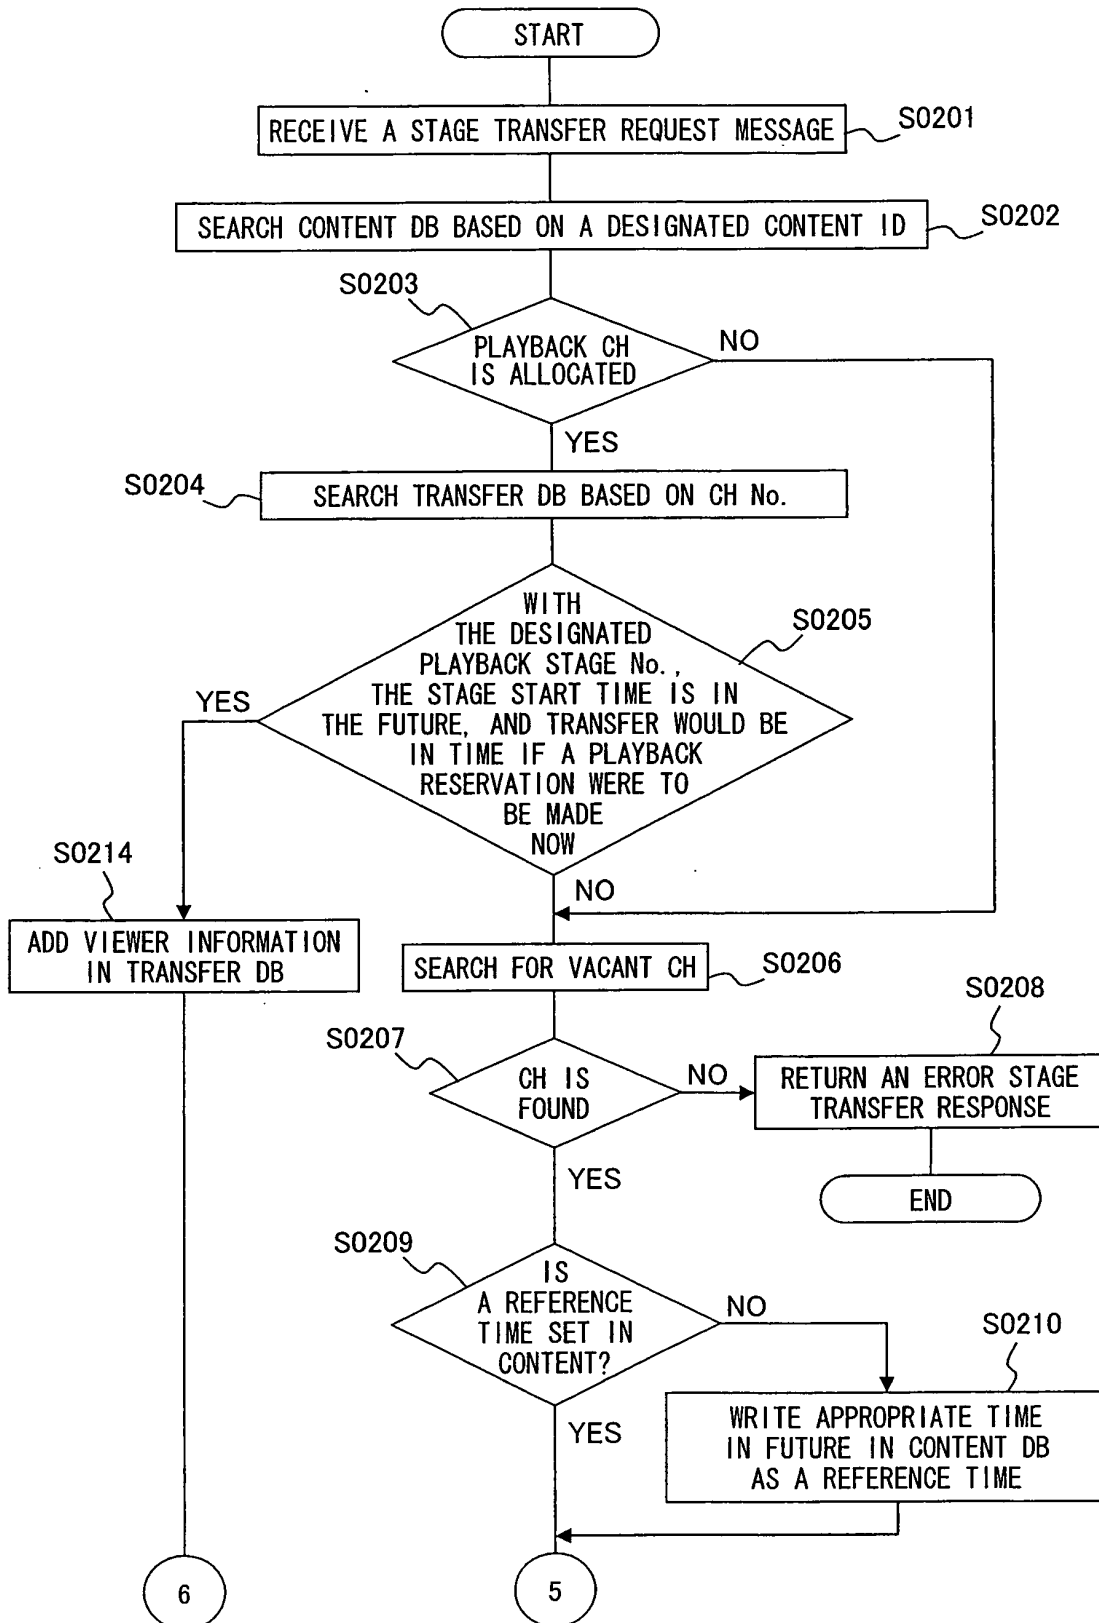 START
RECEIVE A STAGE TRANSFER REQUEST MESSAGE
S0201
SEARCH CONTENT DB BASED ON A DESIGNATED CONTENT ID
S0202
S0203
PLAYBACK CH
IS ALLOCATED
NO
YES
S0204
SEARCH TRANSFER DB BASED ON CH No.
WITH
THE DESIGNATED
PLAYBACK STAGE No.,
THE STAGE START TIME IS IN
THE FUTURE, AND TRANSFER WOULD BE
IN TIME IF A PLAYBACK
RESERVATION WERE TO
BE MADE
NOW
S0205
YES
NO
S0214
ADD VIEWER INFORMATION
IN TRANSFER DB
SEARCH FOR VACANT CH
S0206
S0207
CH IS
FOUND
NO
S0208
RETURN AN ERROR STAGE
TRANSFER RESPONSE
END
YES
S0209
IS
A REFERENCE
TIME SET IN
CONTENT?
NO
S0210
WRITE APPROPRIATE TIME
IN FUTURE IN CONTENT DB
AS A REFERENCE TIME
YES
6
5